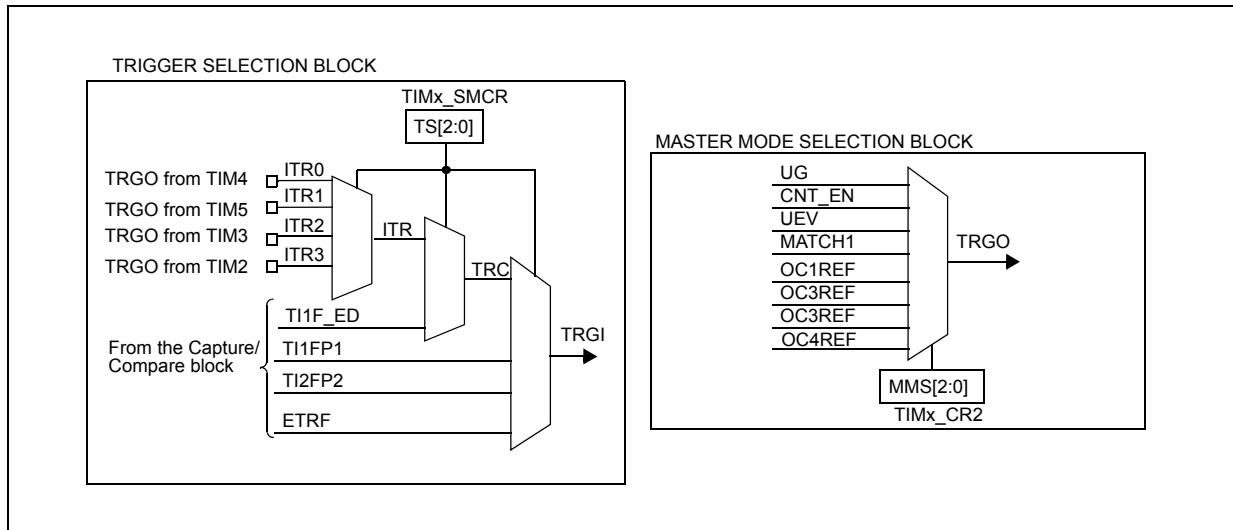 TRIGGER SELECTION BLOCK
TIMx_SMCR
TS[2:0]
TRGO from TIM4
ITR0
TRGO from TIM5
ITR1
TRGO from TIM3
ITR2
TRGO from TIM2
ITR3
ITR
TRC
TI1F_ED
From the Capture/
Compare block
TI1FP1
TI2FP2
ETRF
TRGI
MASTER MODE SELECTION BLOCK
UG
CNT_EN
UEV
MATCH1
OC1REF
OC3REF
OC3REF
OC4REF
TRGO
MMS[2:0]
TIMx_CR2